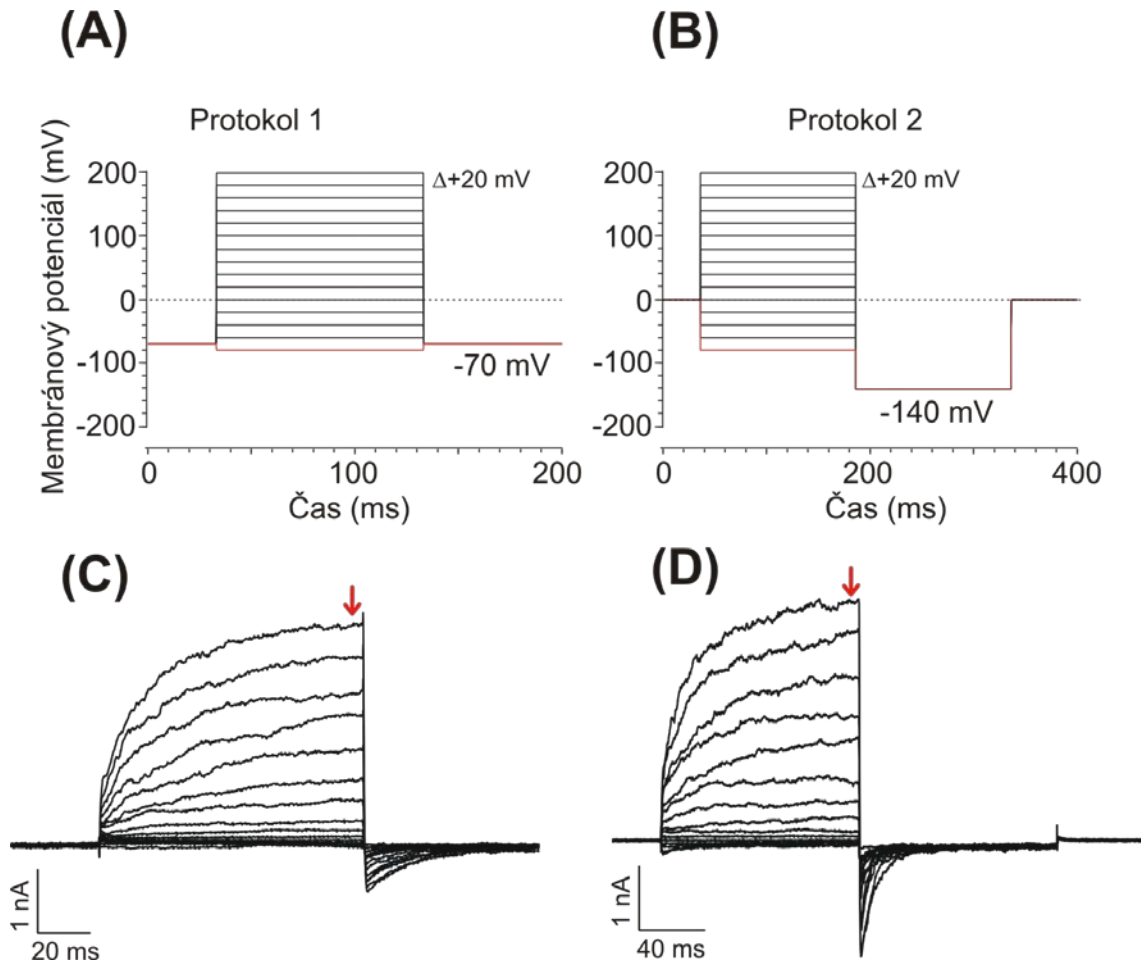 (A)
Protokol 1
Membránový potenciál (mV)
200
100
0
-100
-200
Δ+20 mV
-70 mV
0 100 200
Čas (ms)
(B)
Protokol 2
200
100
0
-100
-200
Δ+20 mV
-140 mV
0 200 400
Čas (ms)
(C)
1 nA
20 ms
(D)
1 nA
40 ms